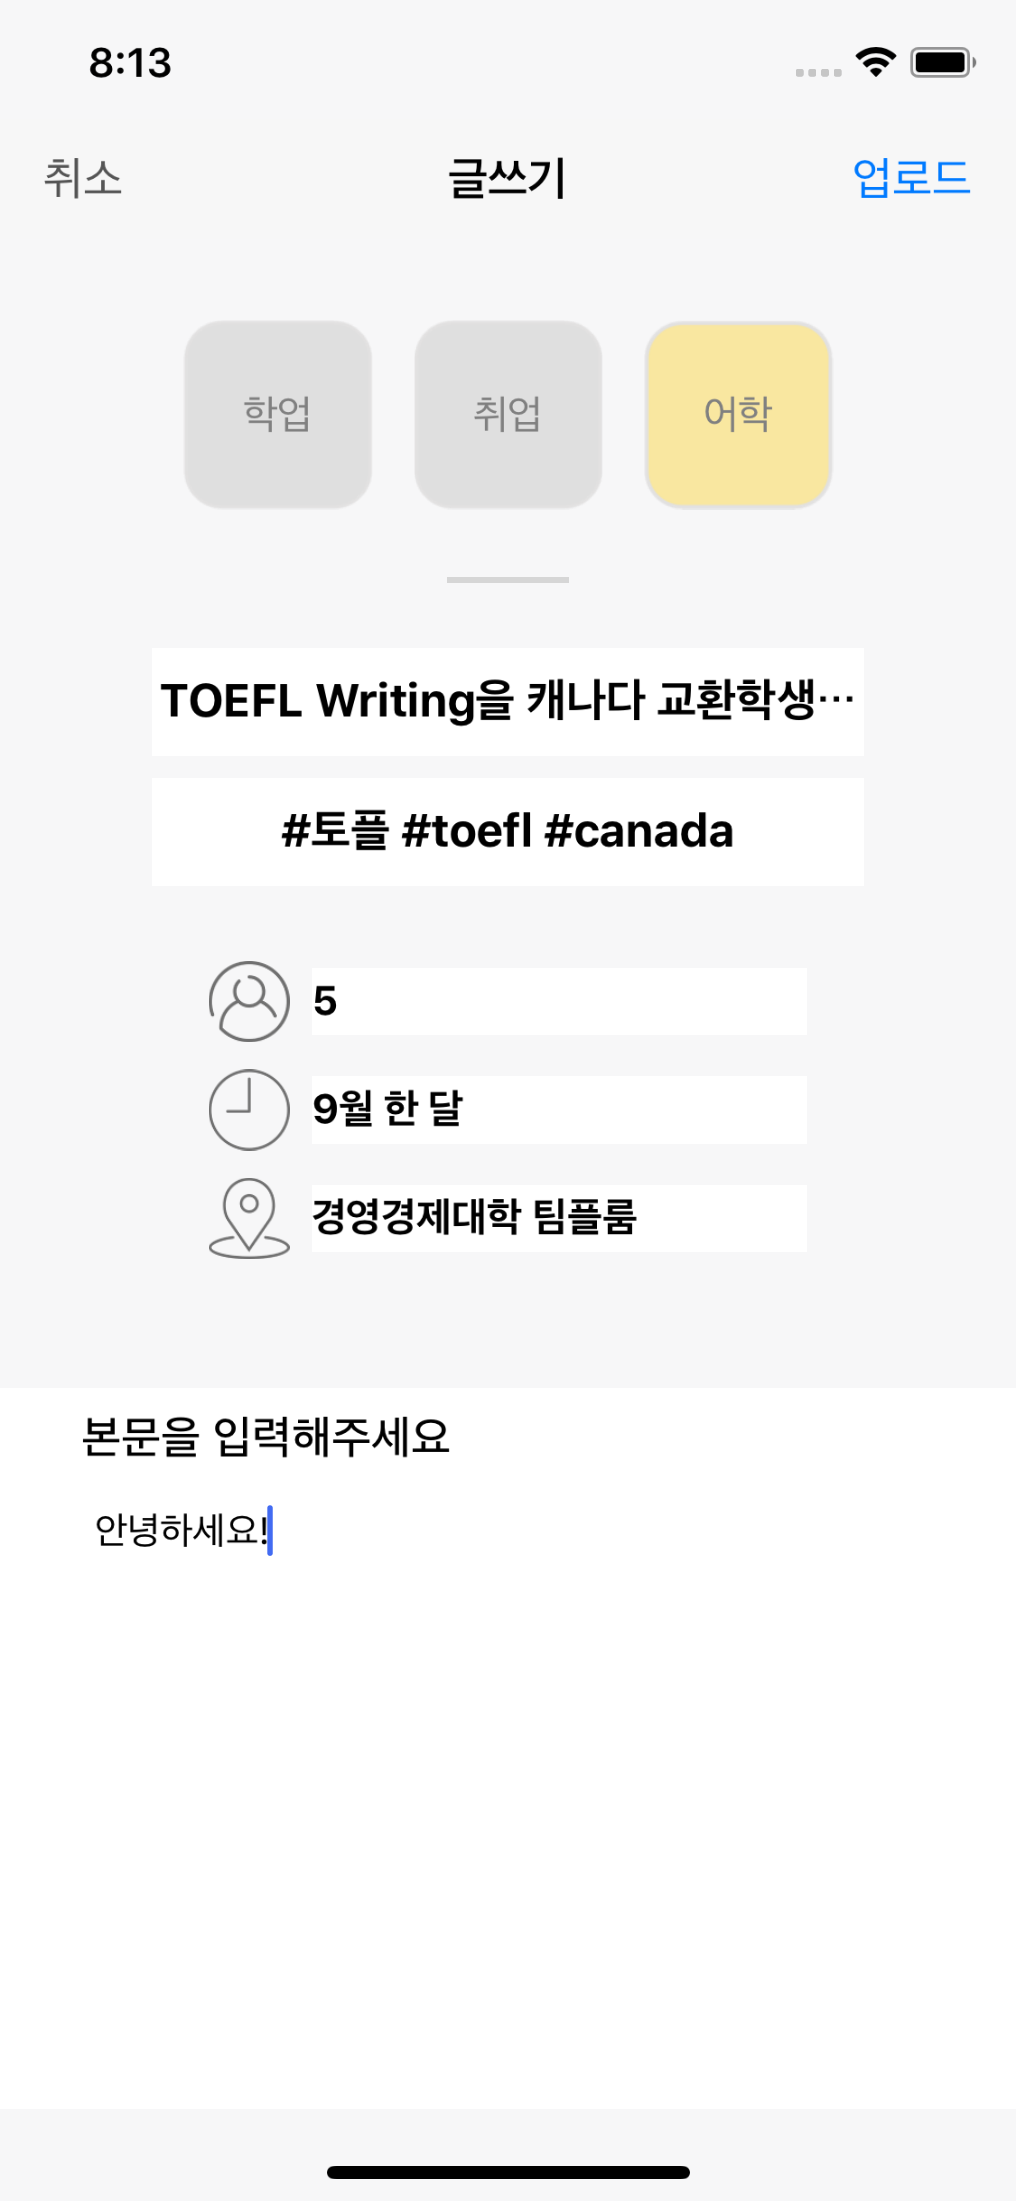 8:13
취소 글쓰기 업로드
학업 취업 어학
TOEFL Writing을 캐나다 교환학생…
#토플 #toefl #canada
5
9월 한 달
경영경제대학 팀플룸
본문을 입력해주세요
안녕하세요!